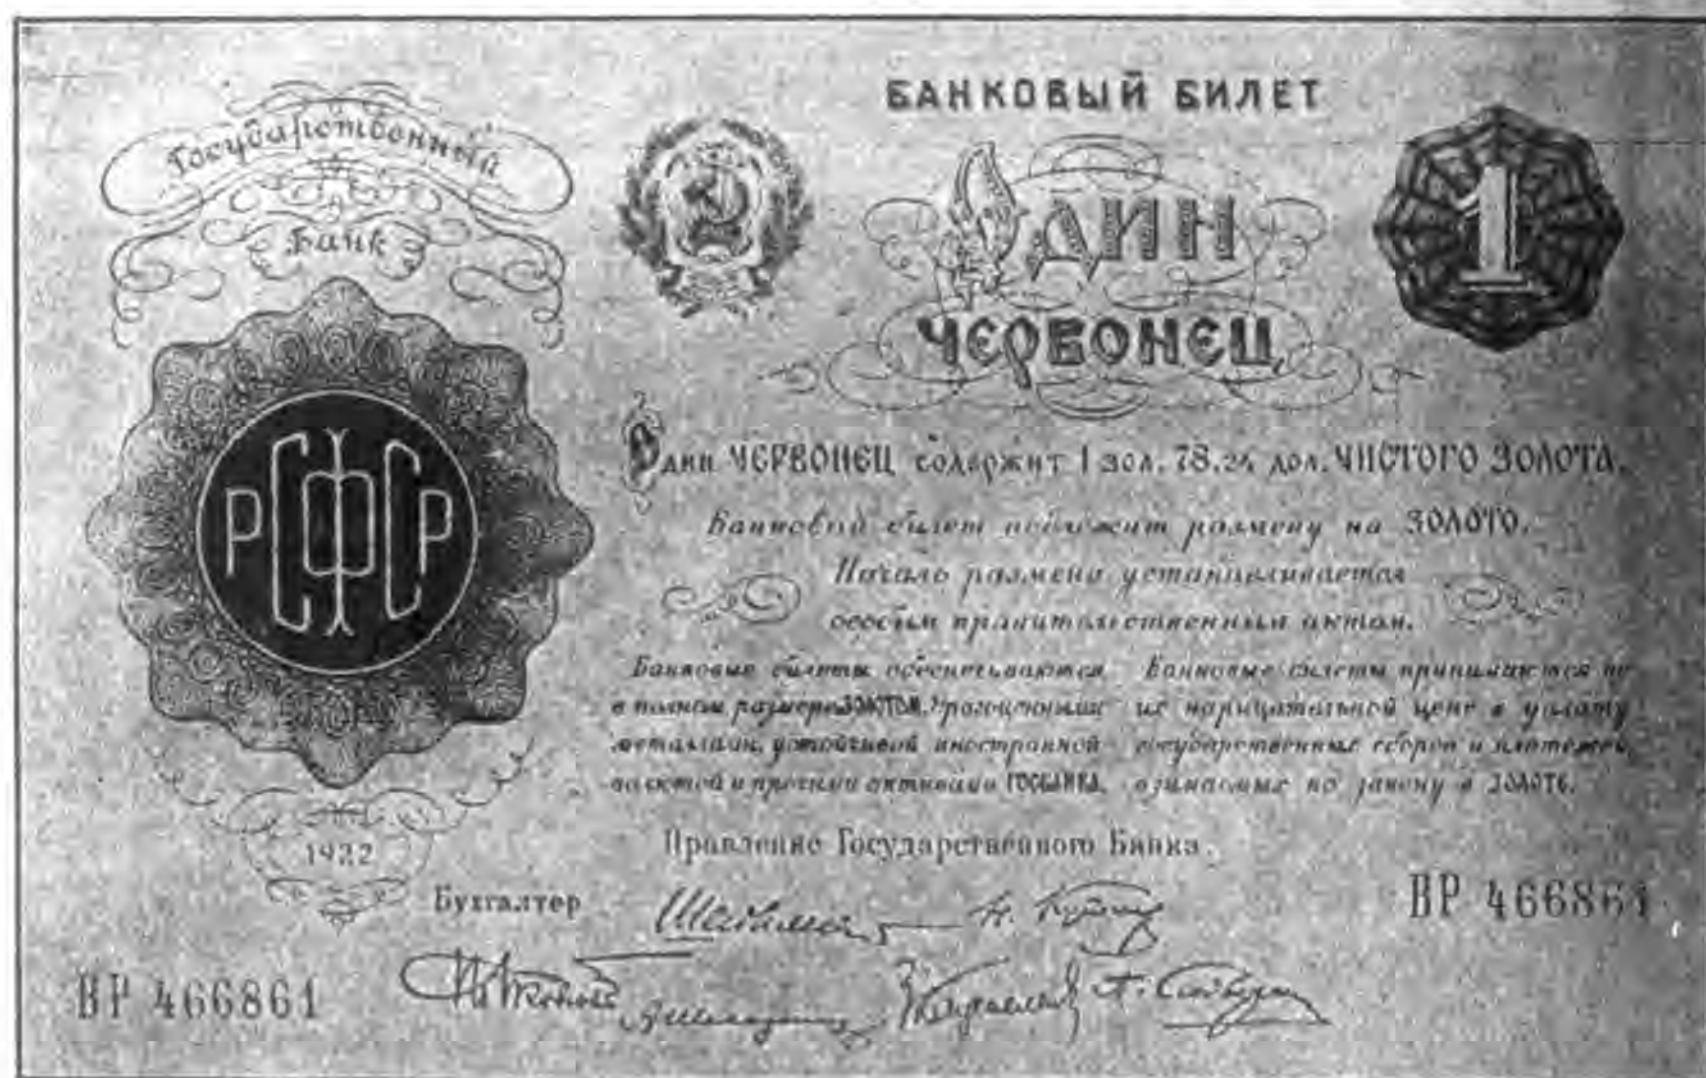 Государственный
Банк
РСФСР
1922
БАНКОВЫЙ БИЛЕТ
ОДИН
ЧЕРВОНЕЦ
1
Один ЧЕРВОНЕЦ содержит 1 зол. 78.24 дол. ЧИСТОГО ЗОЛОТА.
Банковый билет подлежит размену на ЗОЛОТО.
Начало размена устанавливается
особым правительственным актом.
Банковые билеты обеспечиваются
в полном размере ЗОЛОТОМ, драгоценными
металлами, устойчивой иностранной
валютой и прочими активами ГОСБАНКА.
Банковые билеты принимаются по
их нарицательной цене в уплату
государственных сборов и платежей,
взимаемых по закону в ЗОЛОТЕ.
Правление Государственного Банка.
Бухгалтер
ВР 466861
ВР 466861